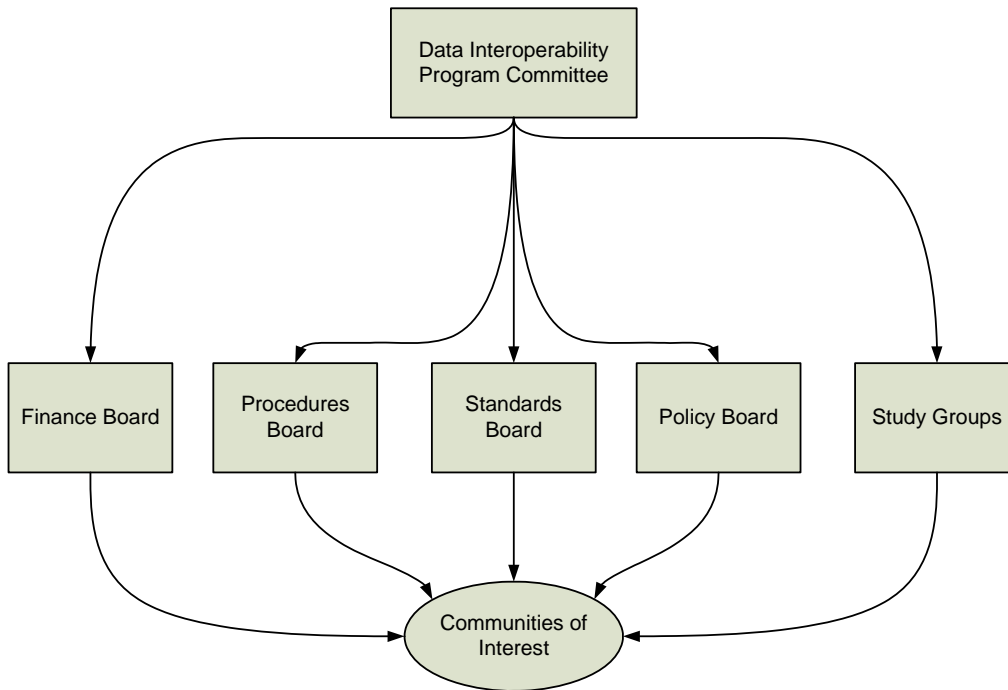 Data Interoperability
Program Committee
Finance Board
Procedures
Board
Standards
Board
Policy Board
Study Groups
Communities of
Interest